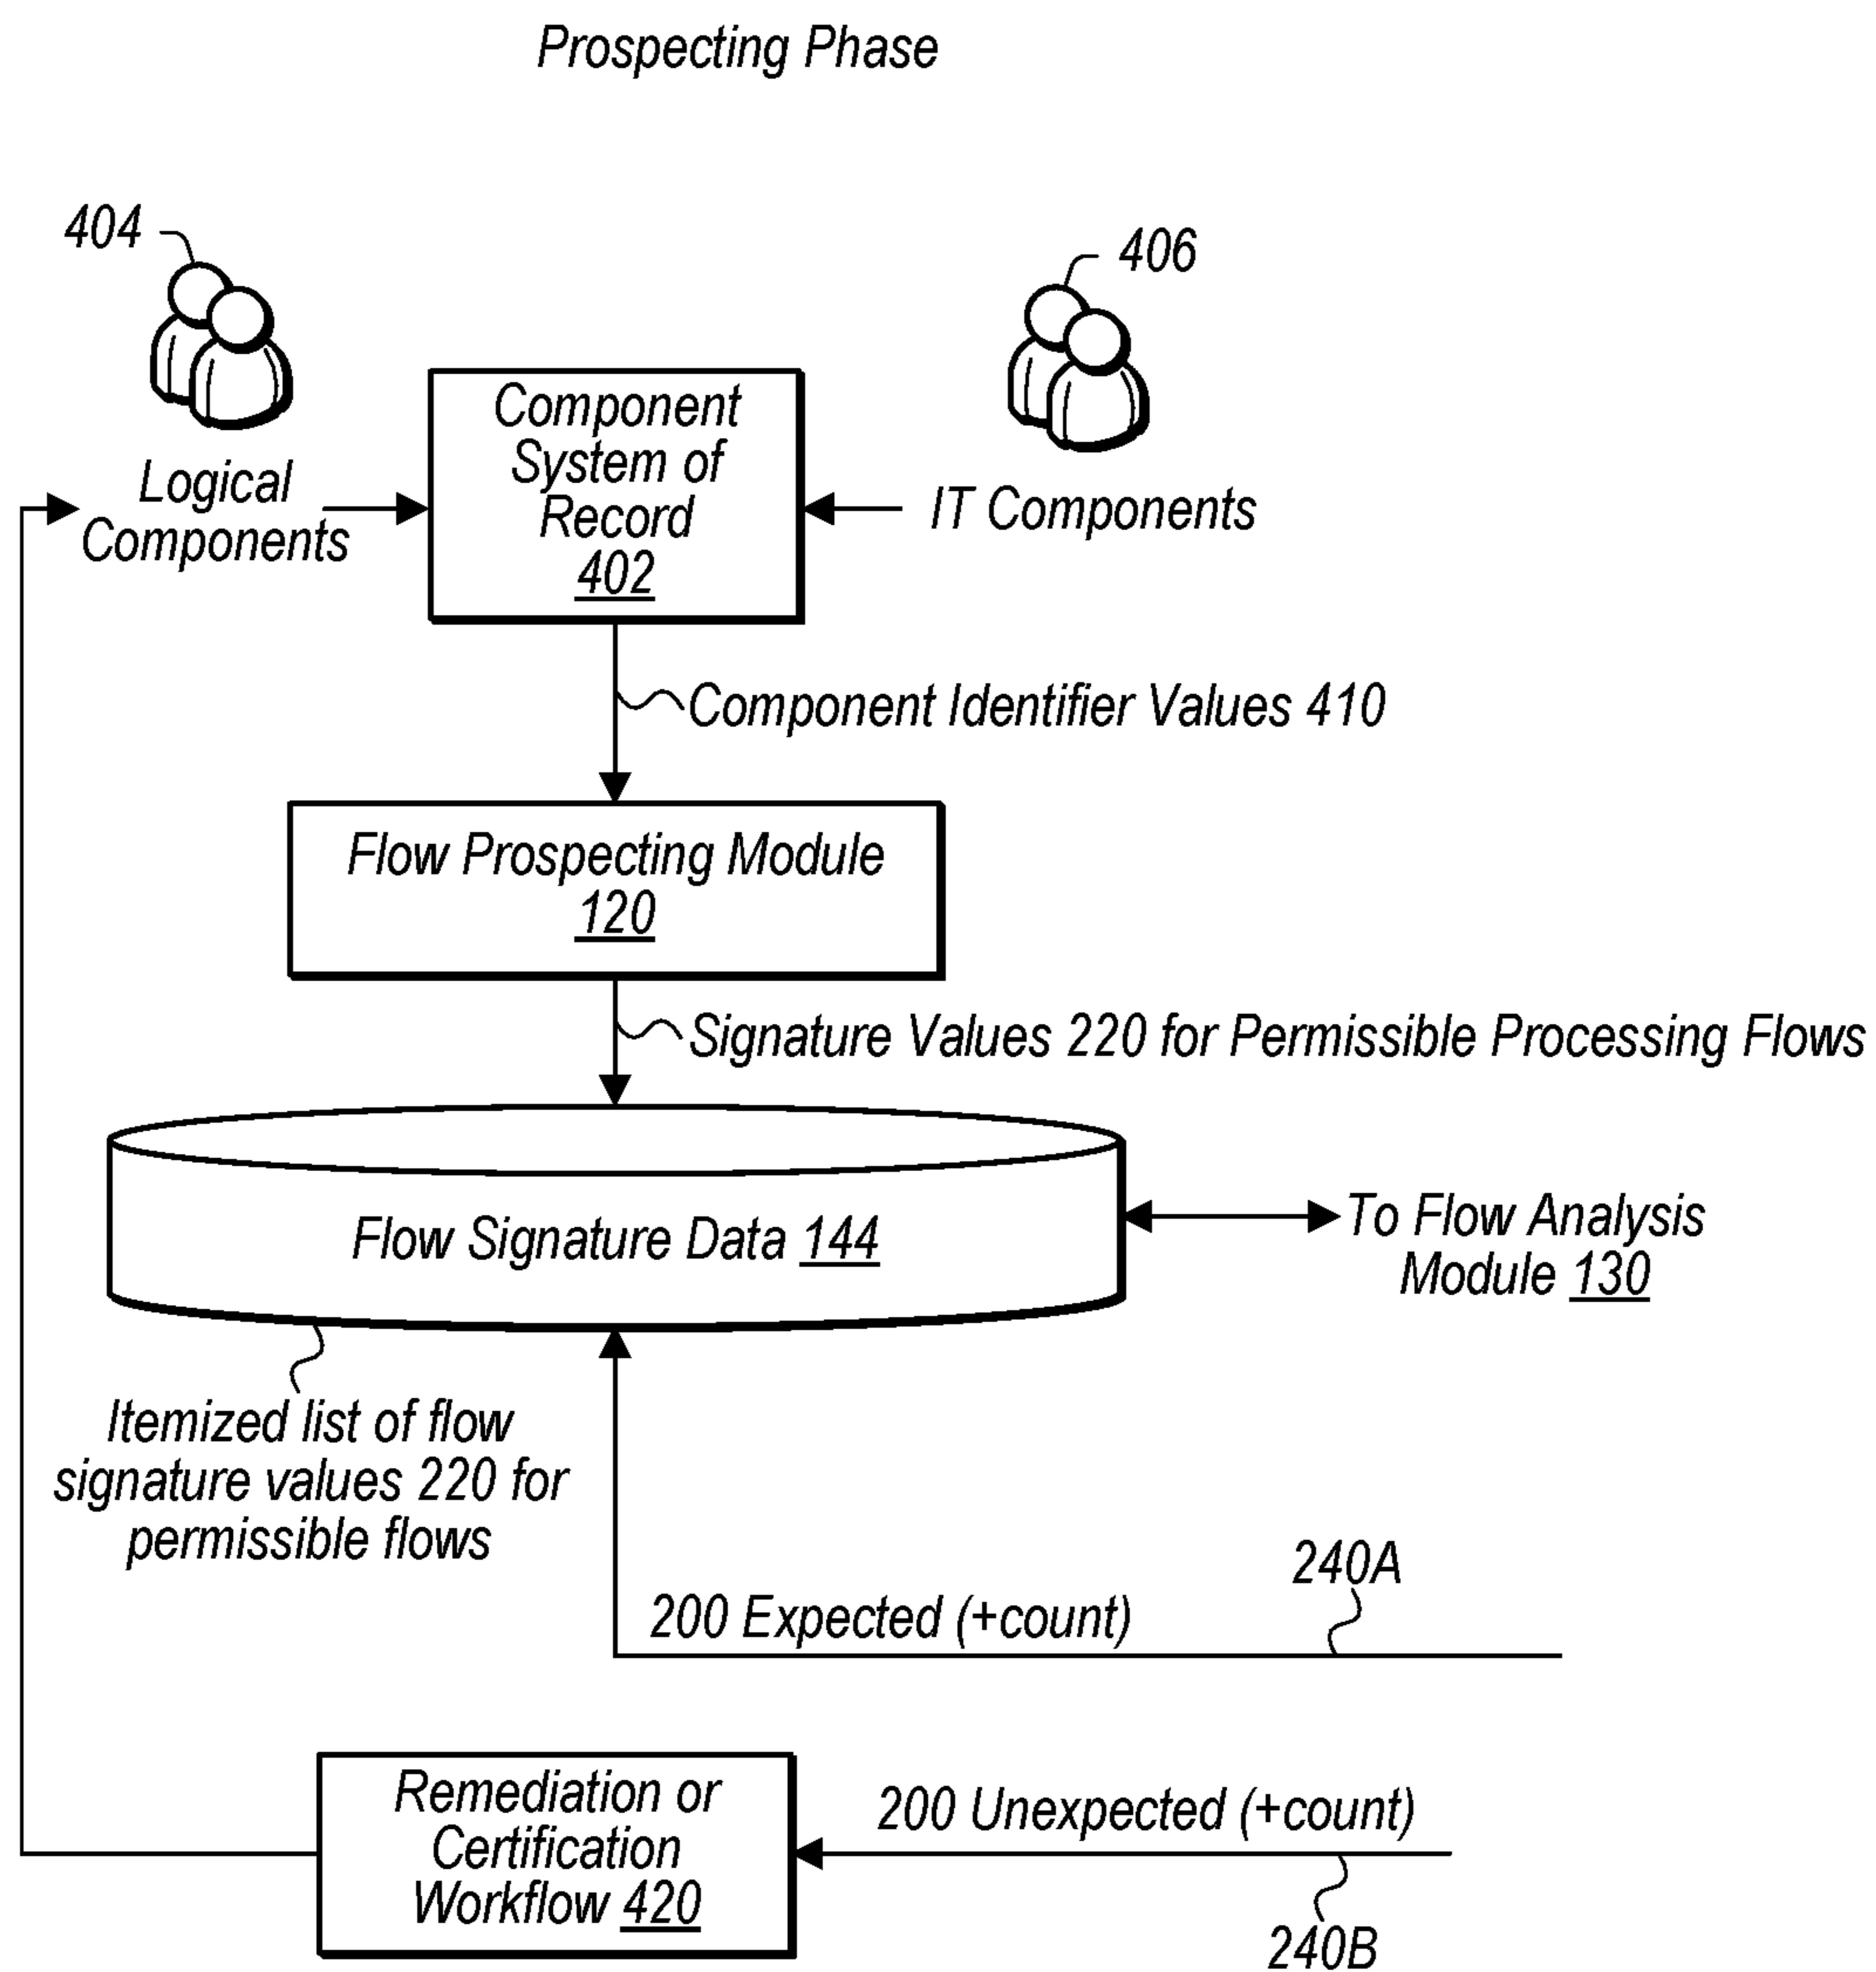 Prospecting Phase
404
406
Component
System of
Record
402
Logical
Components
IT Components
Component Identifier Values 410
Flow Prospecting Module
120
Signature Values 220 for Permissible Processing Flows
Flow Signature Data 144
To Flow Analysis
Module 130
Itemized list of flow
signature values 220 for
permissible flows
240A
200 Expected (+count)
Remediation or
Certification
Workflow 420
200 Unexpected (+count)
240B